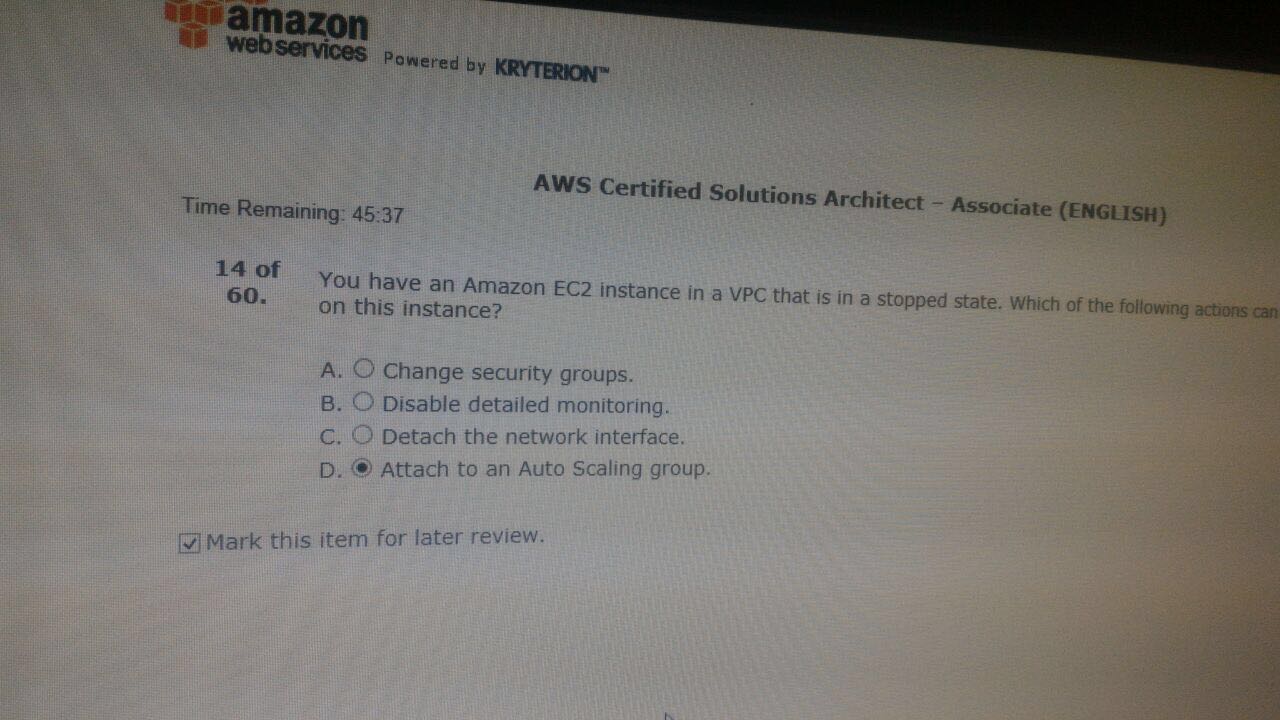 amazon
webservices Powered by KRYTERION™
AWS Certified Solutions Architect – Associate (ENGLISH)
Time Remaining: 45:37
14 of
60.
You have an Amazon EC2 instance in a VPC that is in a stopped state. Which of the following actions can
on this instance?
A. Change security groups.
B. Disable detailed monitoring.
C. Detach the network interface.
D. Attach to an Auto Scaling group.
Mark this item for later review.